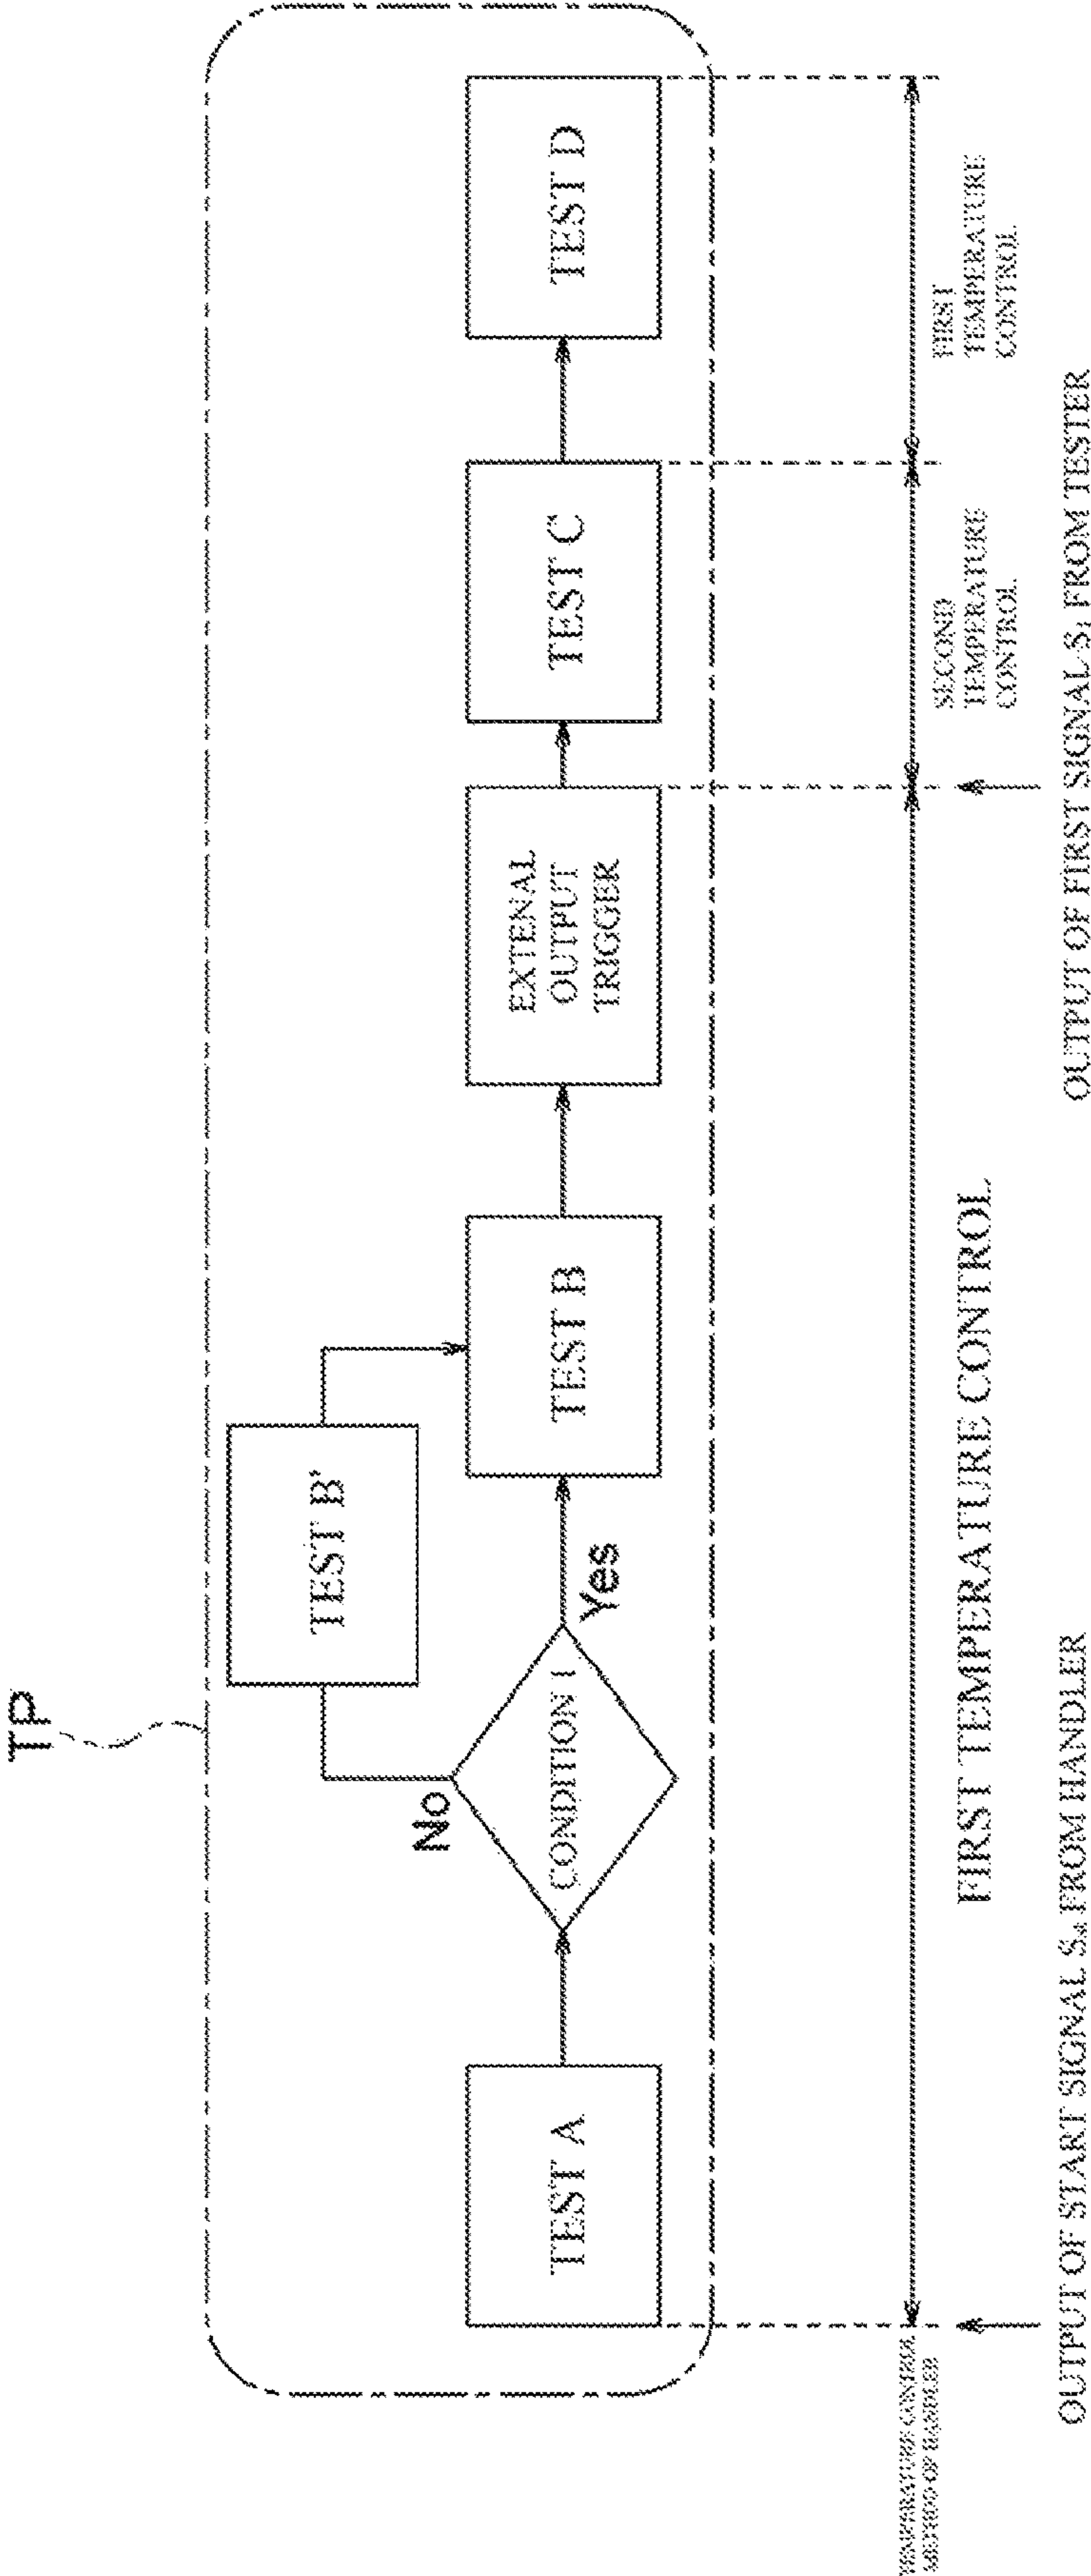 TP
TEST B'
No
TEST A
CONDITION 1
Yes
TEST B
EXTENAL
OUTPUT
TRIGGER
TEST C
TEST D
TEMPERATURE CONTROL
METHOD OF HANDLER
FIRST TEMPERATURE CONTROL
SECOND
TEMPERATURE
CONTROL
FIRST
TEMPERATURE
CONTROL
OUTPUT OF START SIGNAL FROM HANDLER
OUTPUT OF FIRST SIGNAL S₁ FROM TESTER